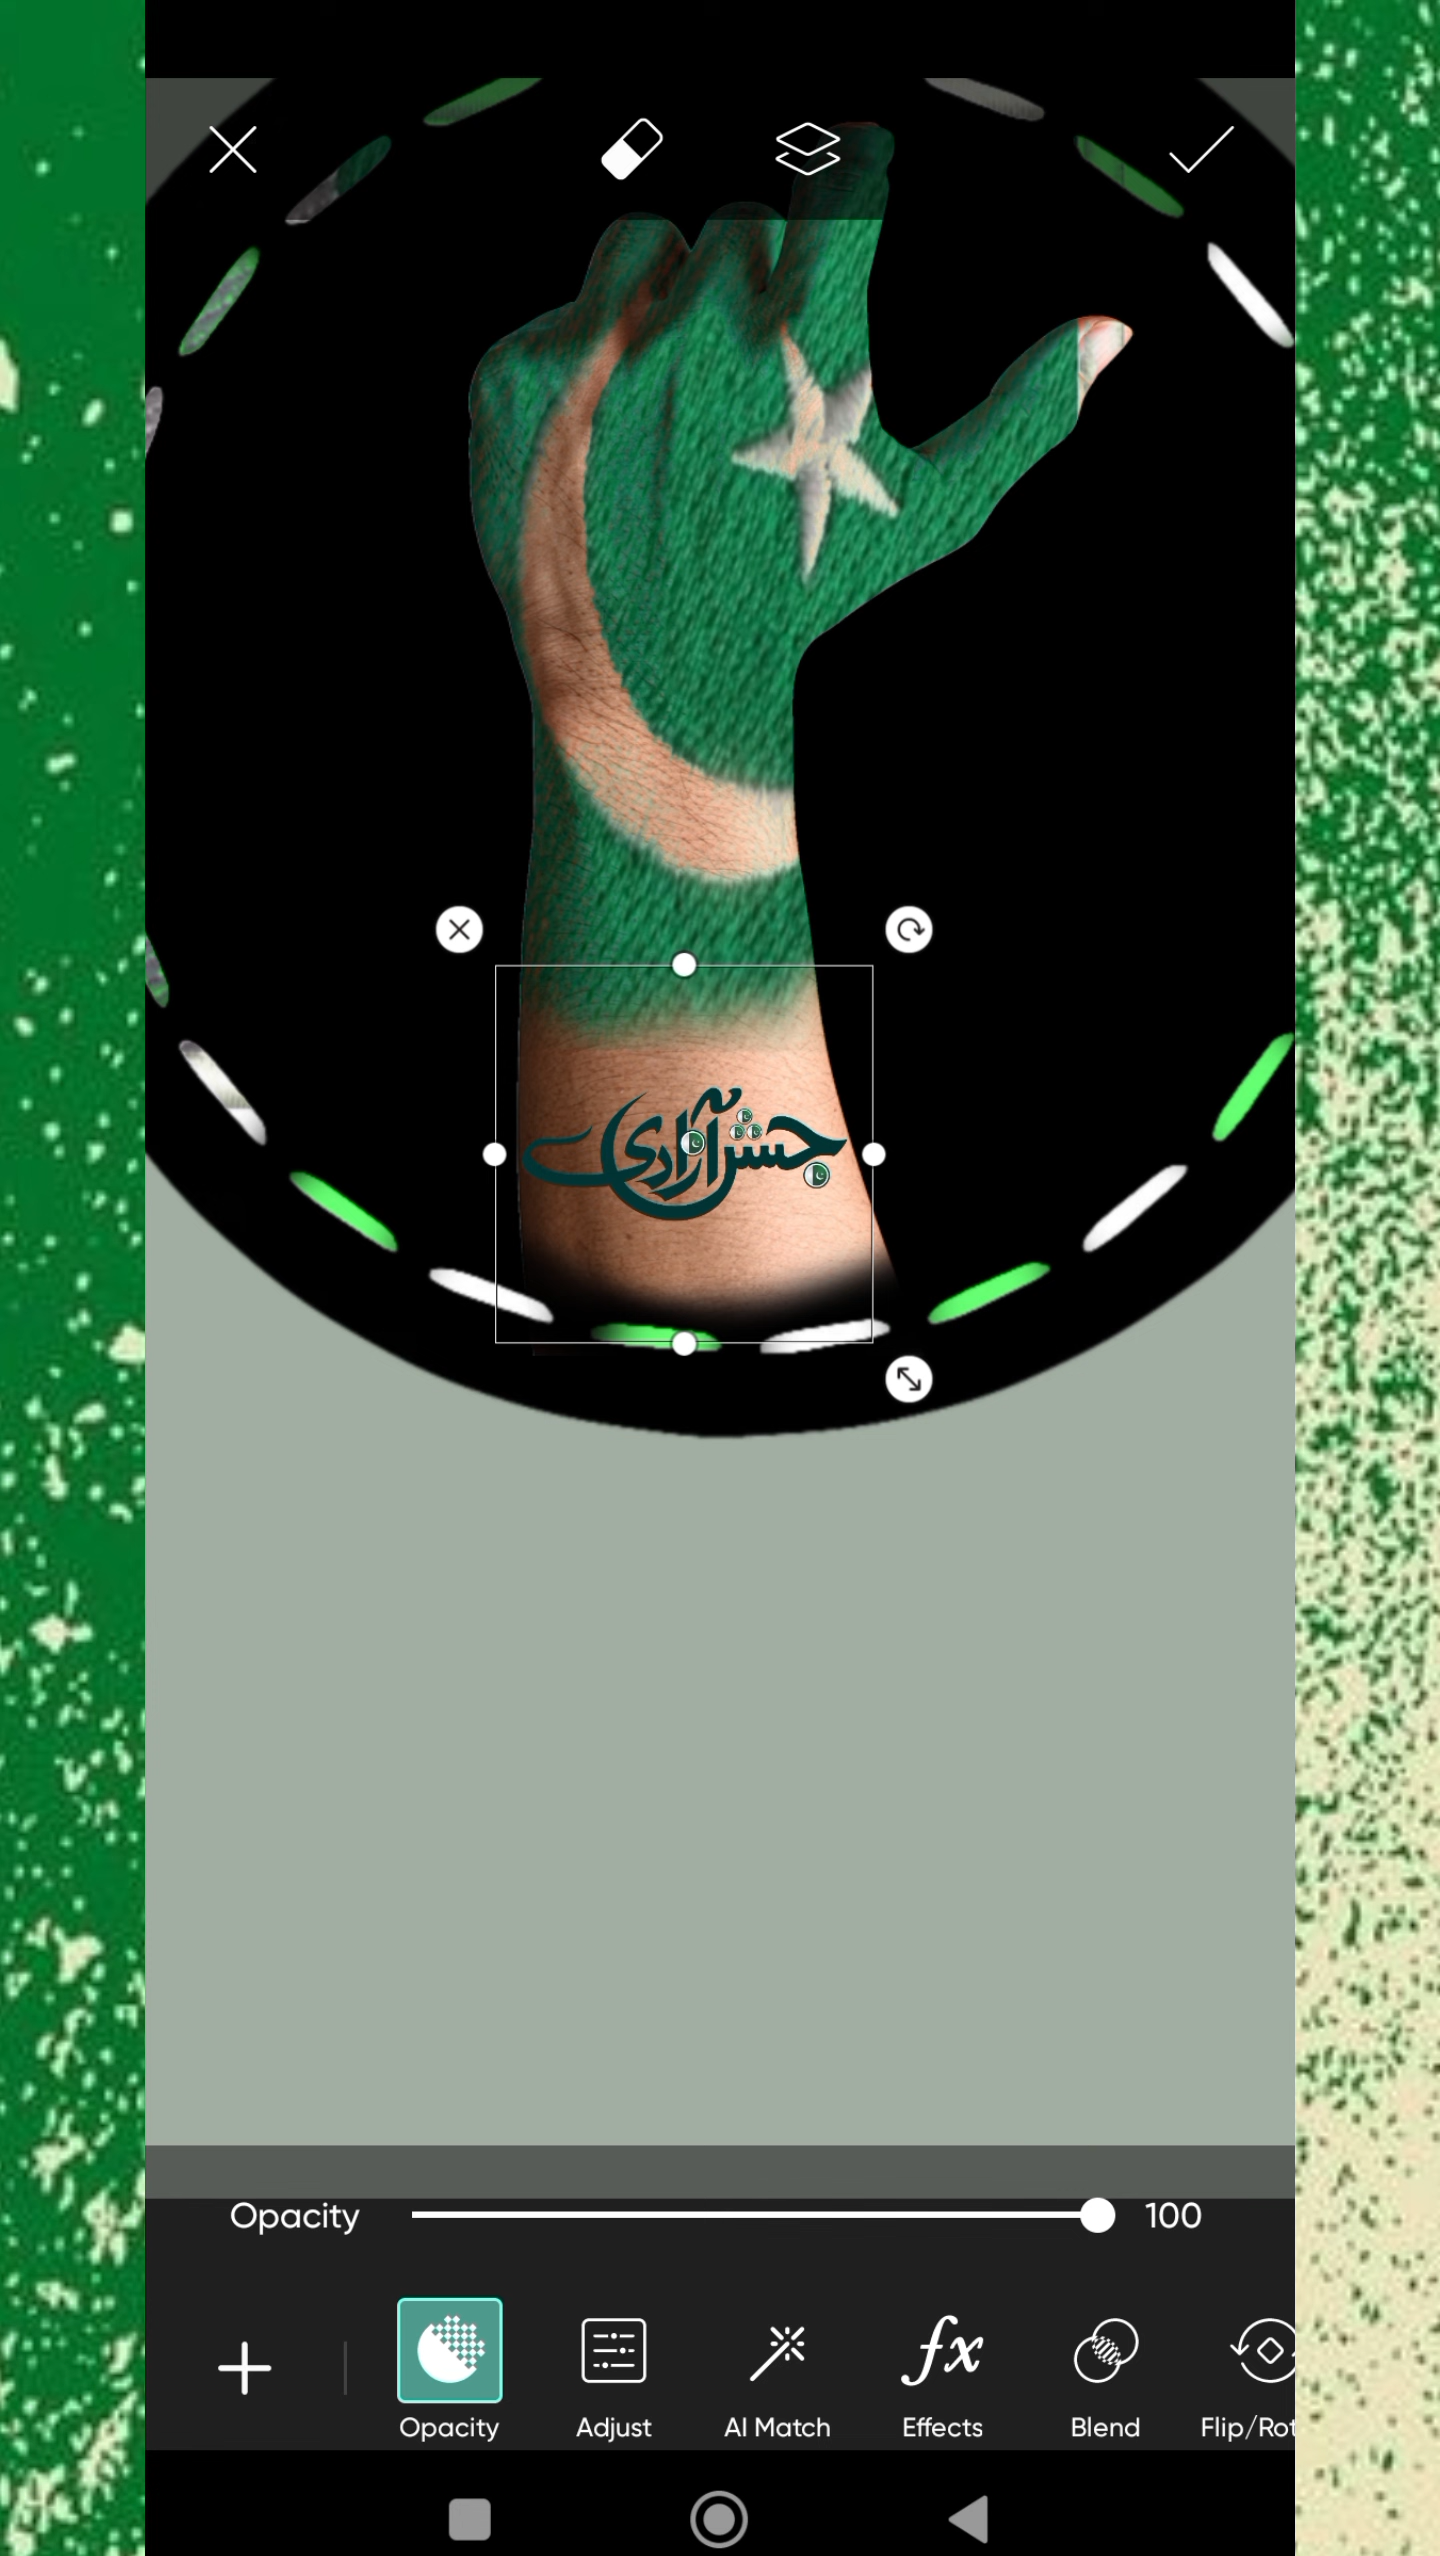 جشن آزادی
Opacity 100
Opacity Adjust AI Match Effects Blend Flip/Rot